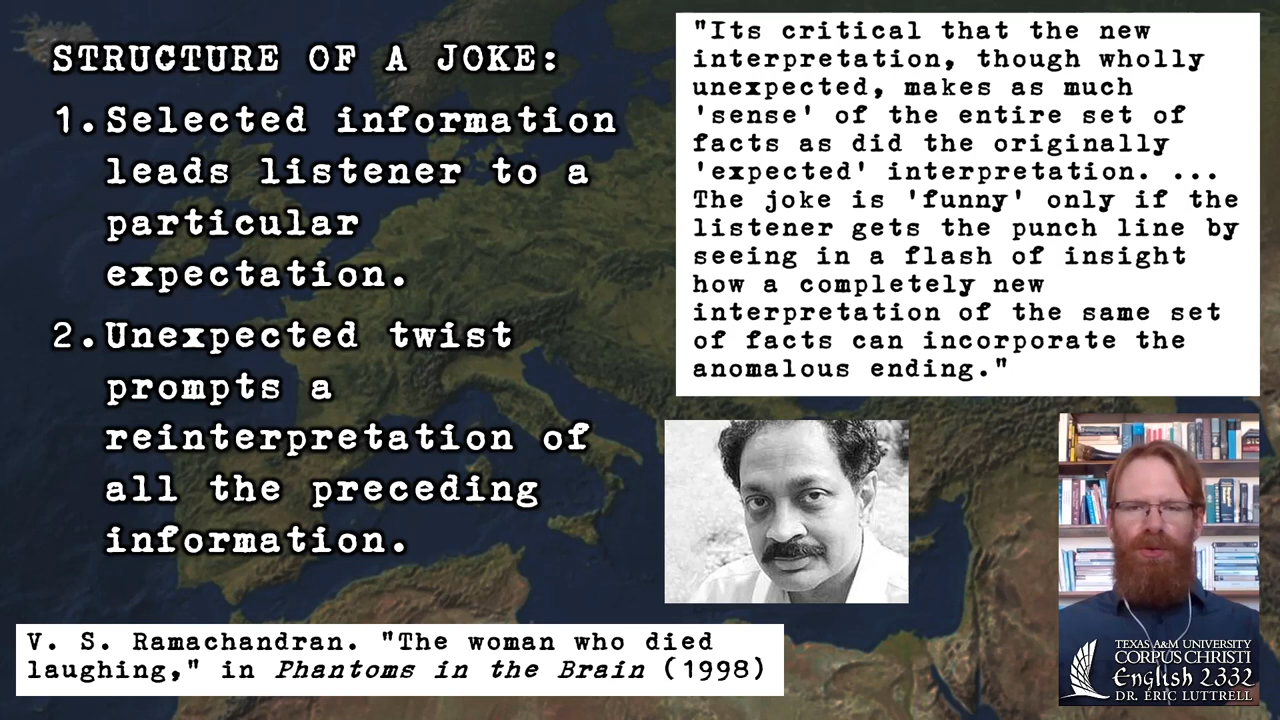 STRUCTURE OF A JOKE:
1. Selected information
leads listener to a
particular
expectation.
2. Unexpected twist
prompts a
reinterpretation of
all the preceding
information.
"Its critical that the new
interpretation, though wholly
unexpected, makes as much
'sense' of the entire set of
facts as did the originally
'expected' interpretation. ...
The joke is 'funny' only if the
listener gets the punch line by
seeing in a flash of insight
how a completely new
interpretation of the same set
of facts can incorporate the
anomalous ending."
V. S. Ramachandran. "The woman who died
laughing," in Phantoms in the Brain (1998)
TEXAS A&M UNIVERSITY
CORPUS CHRISTI
English 2332
DR. ERIC LUTTRELL